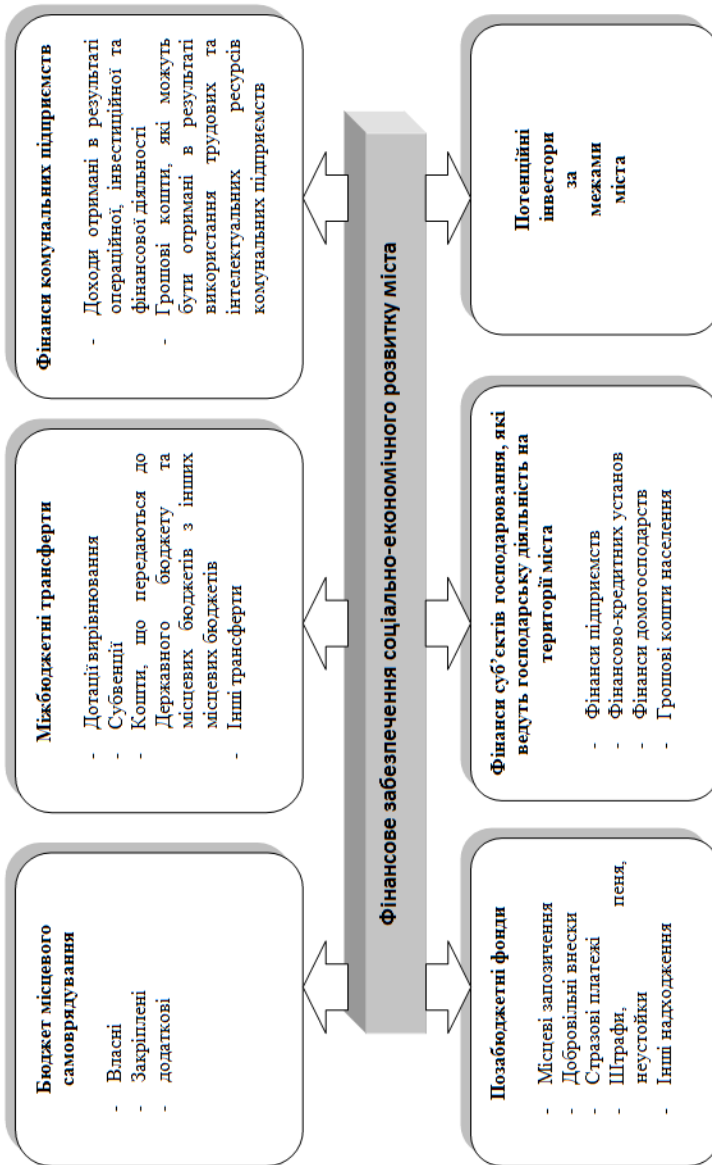 Бюджет місцевого
самоврядування
- Власні
- Закріплені
- додаткові
Міжбюджетні трансферти
- Дотації вирівнювання
- Субвенції
- Кошти, що передаються до
Державного бюджету та
місцевих бюджетів з інших
місцевих бюджетів
- Інші трансферти
Фінанси комунальних підприємств
- Доходи отримані в результаті
операційної, інвестиційної та
фінансової діяльності
- Грошові кошти, які можуть
бути отримані в результаті
використання трудових та
інтелектуальних ресурсів
комунальних підприємств
Фінансове забезпечення соціально-економічного розвитку міста
Позабюджетні фонди
- Місцеві запозичення
- Добровільні внески
- Стразові платежі
- Штрафи, пеня,
неустойки
- Інші надходження
Фінанси суб’єктів господарювання, які
ведуть господарську діяльність на
території міста
- Фінанси підприємств
- Фінансово-кредитних установ
- Фінанси домогосподарств
- Грошові кошти населення
Потенційні
інвестори
за
межами
міста